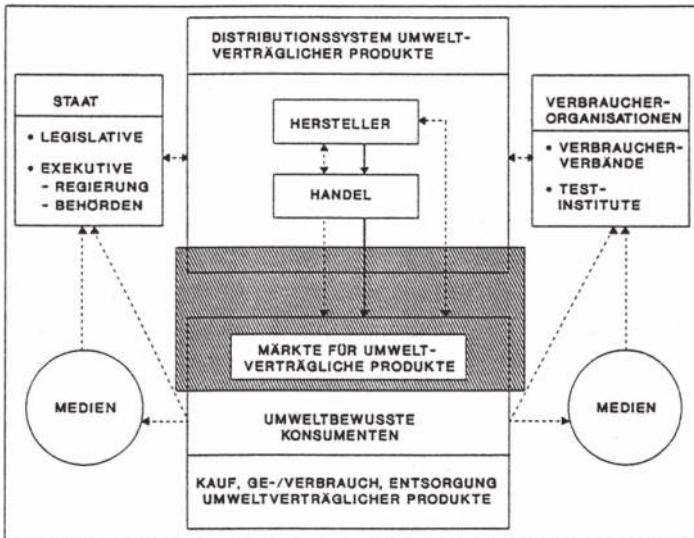 DISTRIBUTIONSSYSTEM UMWELT-
VERTRÄGLICHER PRODUKTE
STAAT
• LEGISLATIVE
• EXEKUTIVE
- REGIERUNG
- BEHÖRDEN
HERSTELLER
HANDEL
VERBRAUCHER-
ORGANISATIONEN
• VERBRAUCHER-
VERBÄNDE
• TEST-
INSTITUTE
MÄRKTE FÜR UMWELT-
VERTRÄGLICHE PRODUKTE
MEDIEN
UMWELTBEWUSSTE
KONSUMENTEN
MEDIEN
KAUF, GE-/VERBRAUCH, ENTSORGUNG
UMWELTVERTRÄGLICHER PRODUKTE